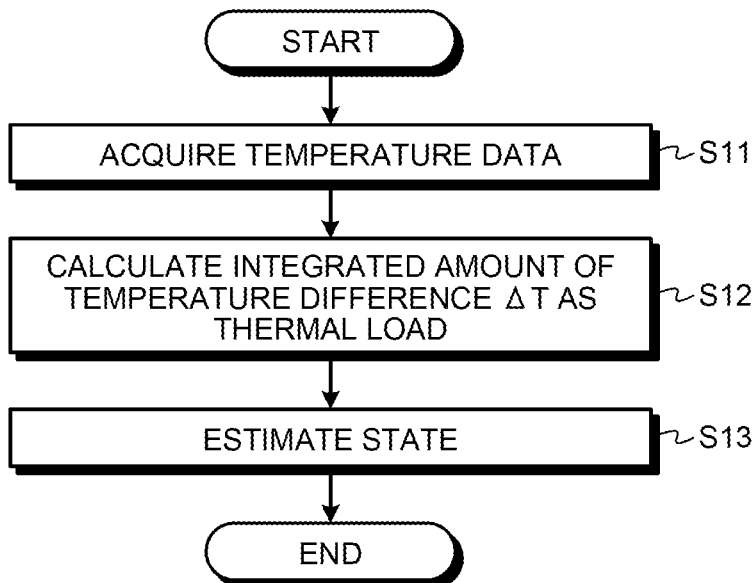 START
ACQUIRE TEMPERATURE DATA
S11
CALCULATE INTEGRATED AMOUNT OF
TEMPERATURE DIFFERENCE ΔT AS
THERMAL LOAD
S12
ESTIMATE STATE
S13
END